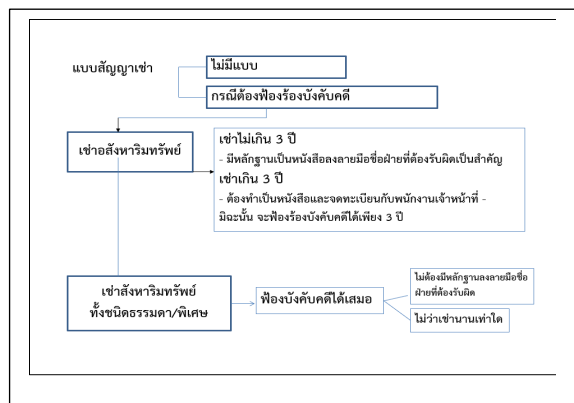 แบบสัญญาเช่า
ไม่มีแบบ
กรณีต้องฟ้องร้องบังคับคดี
เช่าอสังหาริมทรัพย์
เช่าไม่เกิน 3 ปี
- มีหลักฐานเป็นหนังสือลงลายมือชื่อฝ่ายที่ต้องรับผิดเป็นสำคัญ
เช่าเกิน 3 ปี
- ต้องทำเป็นหนังสือและจดทะเบียนกับพนักงานเจ้าหน้าที่ -
มิฉะนั้น จะฟ้องร้องบังคับคดีได้เพียง 3 ปี
เช่าสังหาริมทรัพย์
ทั้งชนิดธรรมดา/พิเศษ
ฟ้องบังคับคดีได้เสมอ
ไม่ต้องมีหลักฐานลงลายมือชื่อ
ฝ่ายที่ต้องรับผิด
ไม่ว่าเช่านานเท่าใด